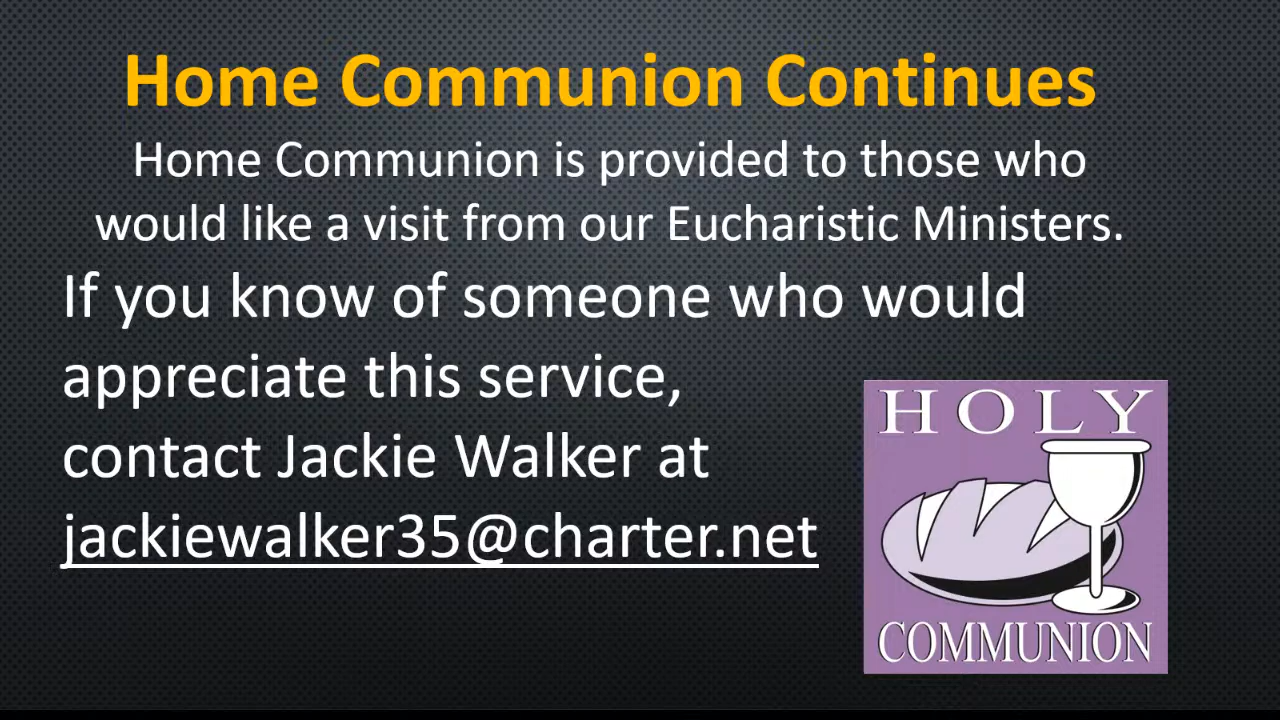 Home Communion Continues
Home Communion is provided to those who
would like a visit from our Eucharistic Ministers.
If you know of someone who would
appreciate this service,
contact Jackie Walker at
jackiewalker35@charter.net
HOLY
COMMUNION